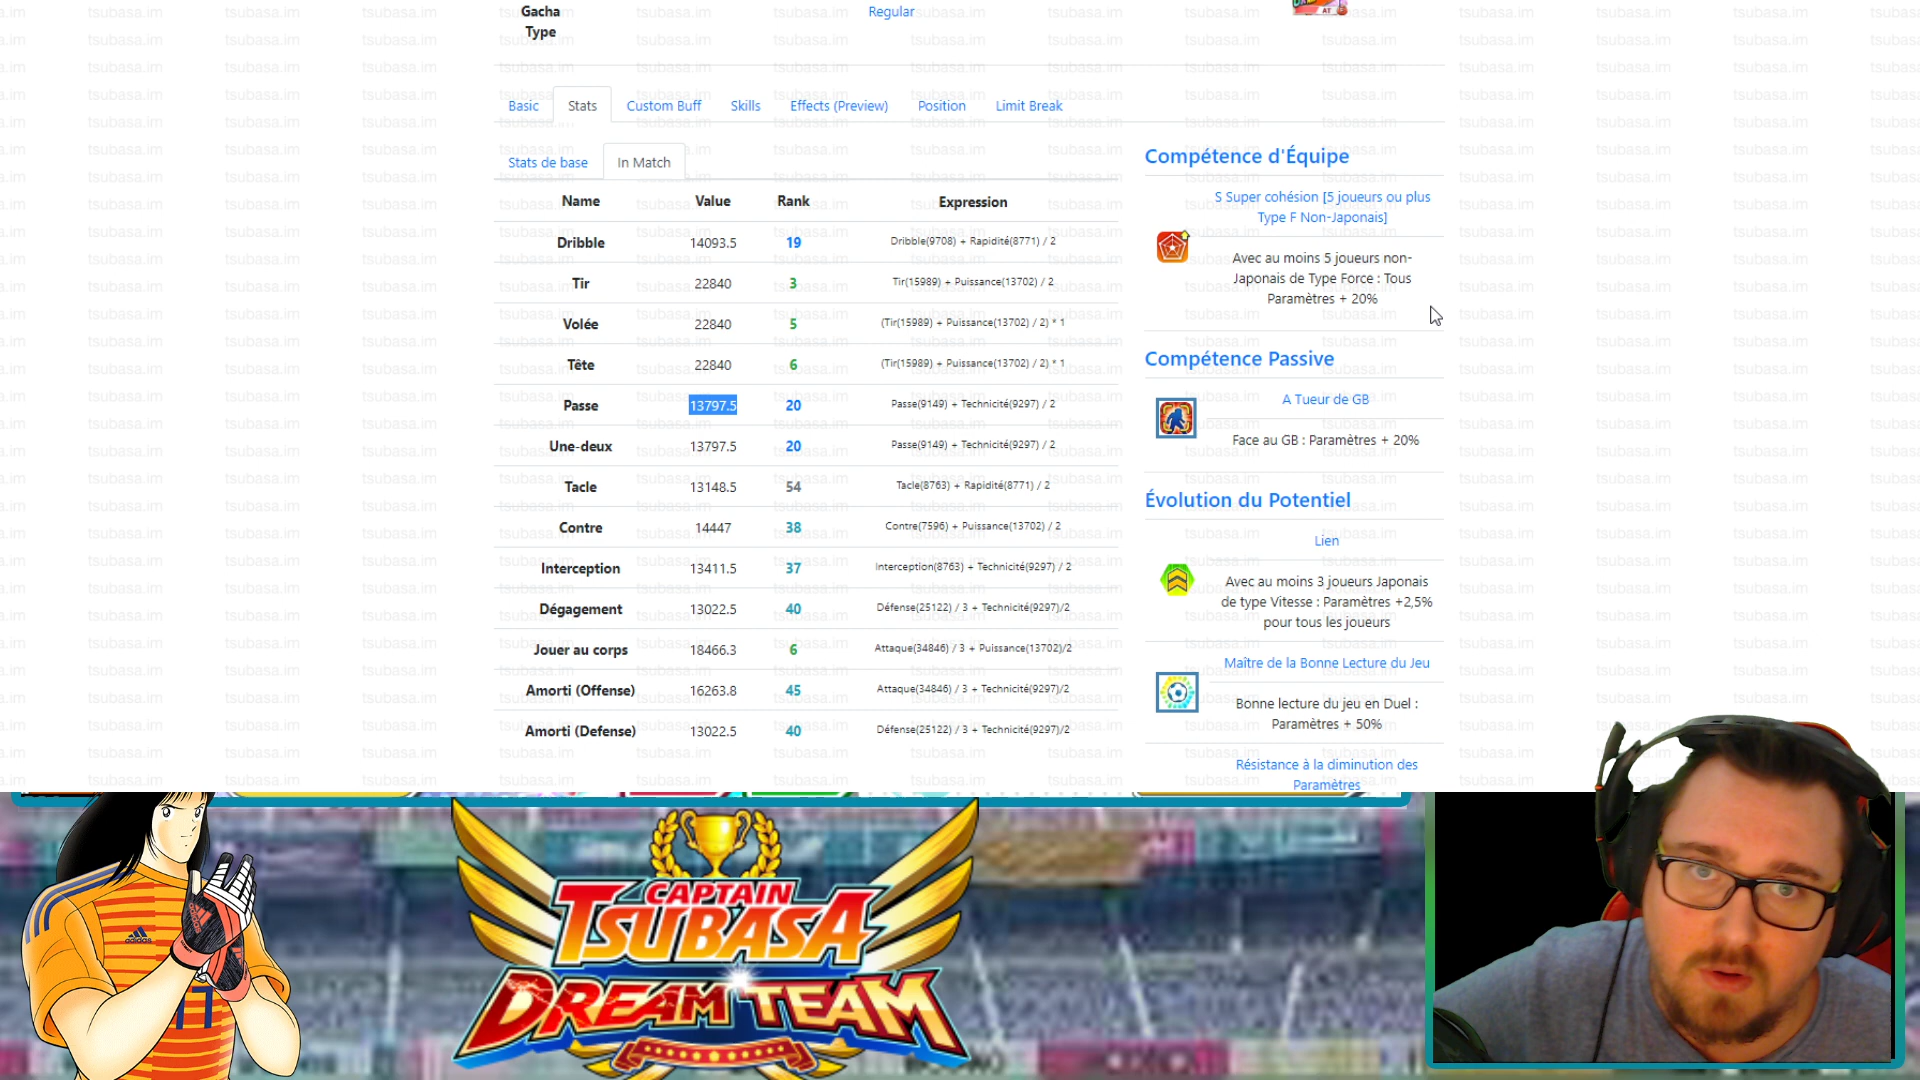 Gacha
Type
Regular
AT
Basic
Stats
Custom Buff
Skills
Effects (Preview)
Position
Limit Break
Stats de base
In Match
Name Value Rank Expression
Dribble 14093.5 19 Dribble(9708) + Rapidité(8771) / 2
Tir 22840 3 Tir(15989) + Puissance(13702) / 2
Volée 22840 5 (Tir(15989) + Puissance(13702) / 2) * 1
Tête 22840 6 (Tir(15989) + Puissance(13702) / 2) * 1
Passe 13797.5 20 Passe(9149) + Technicité(9297) / 2
Une-deux 13797.5 20 Passe(9149) + Technicité(9297) / 2
Tacle 13148.5 54 Tacle(8763) + Rapidité(8771) / 2
Contre 14447 38 Contre(7596) + Puissance(13702) / 2
Interception 13411.5 37 Interception(8763) + Technicité(9297) / 2
Dégagement 13022.5 40 Défense(25122) / 3 + Technicité(9297)/2
Jouer au corps 18466.3 6 Attaque(34846) / 3 + Puissance(13702)/2
Amorti (Offense) 16263.8 45 Attaque(34846) / 3 + Technicité(9297)/2
Amorti (Defense) 13022.5 40 Défense(25122) / 3 + Technicité(9297)/2
Compétence d'Équipe
S Super cohésion [5 joueurs ou plus
Type F Non-Japonais]
Avec au moins 5 joueurs non-
Japonais de Type Force : Tous
Paramètres + 20%
Compétence Passive
A Tueur de GB
Face au GB : Paramètres + 20%
Évolution du Potentiel
Lien
Avec au moins 3 joueurs Japonais
de type Vitesse : Paramètres +2,5%
pour tous les joueurs
Maître de la Bonne Lecture du Jeu
Bonne lecture du jeu en Duel :
Paramètres + 50%
Résistance à la diminution des
Paramètres
tsubasa.im
adidas
17
CAPTAIN
TSUBASA
DREAM TEAM